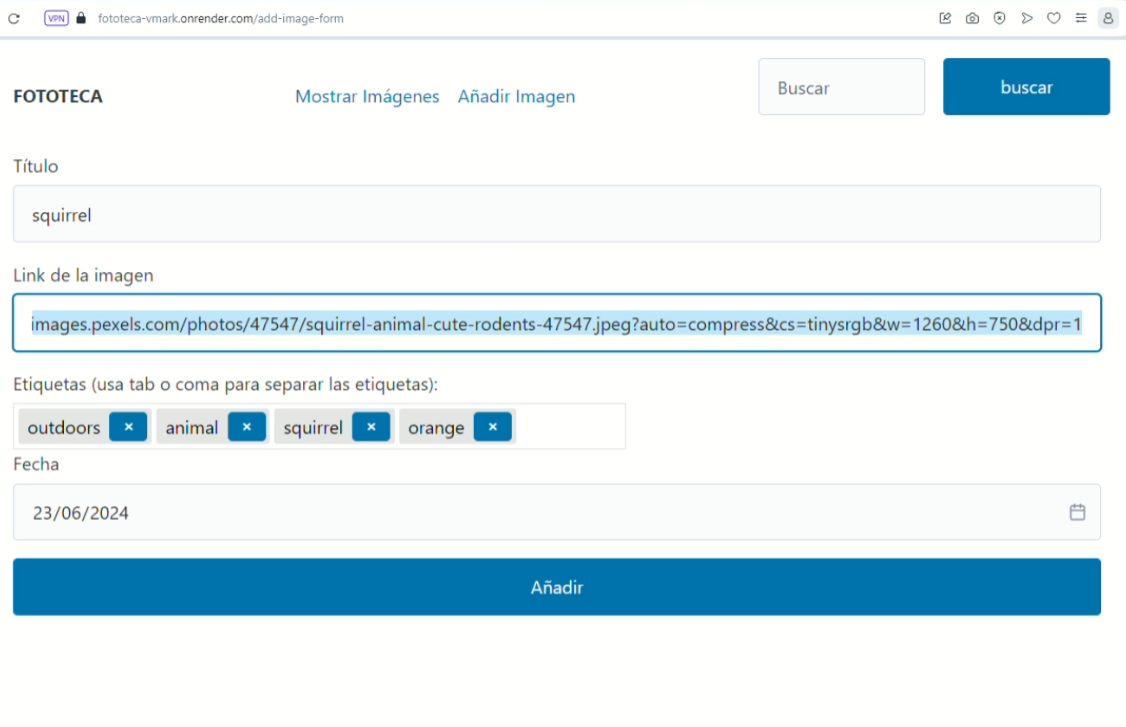 VPN fototeca-vmark.onrender.com/add-image-form
FOTOTECA Mostrar Imágenes Añadir Imagen Buscar buscar
Título
squirrel
Link de la imagen
images.pexels.com/photos/47547/squirrel-animal-cute-rodents-47547.jpeg?auto=compress&cs=tinysrgb&w=1260&h=750&dpr=1
Etiquetas (usa tab o coma para separar las etiquetas):
outdoors × animal × squirrel × orange ×
Fecha
23/06/2024
Añadir